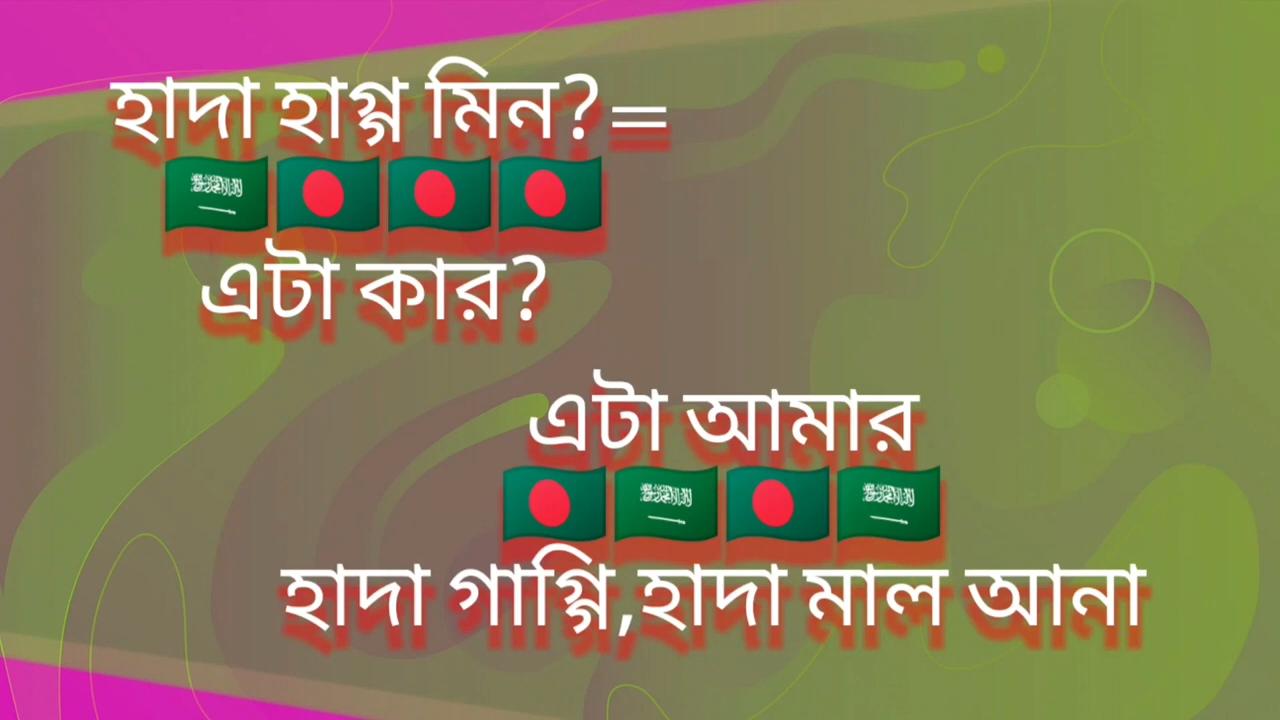 হাদা হাগ্গ মিন?=
🇸🇦🇧🇩🇧🇩🇧🇩
এটা কার?
এটা আমার
🇧🇩🇸🇦🇧🇩🇸🇦
হাদা গাগ্গি,হাদা মাল আনা